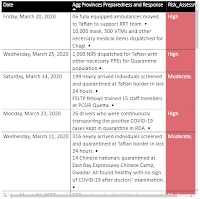 Date Agg Provinces Preparedness and Response Risk_Assessm
Friday, March 20, 2020 06 fully equipped ambulances moved High
to Taftan to support RRT team. •
10,000 mask, 500 VTMs and other
necessary medical items dispatched for
Chagi. •
Wednesday, March 25, 2020 1,000 N95 dispatched for Taftan with High
other necessary PPEs for Quarantine
population •
Saturday, March 14, 2020 199 newly arrived individuals screened Moderate.
and quarantined at Taftan border in last
24 hours. •
FELTP fellows trained 15 staff members
at PCSIR Quetta. •
Monday, March 23, 2020 26 drivers who were continuously High
transporting the positive COVID-19
cases kept in quarantine in RDA. •
Wednesday, March 11, 2020 316 newly arrived individuals screened Moderate.
and quarantined at Taftan border in last
24 hours. •
14 Chinese nationals quarantined at
East Bay Expressway Chinese Camp,
Gwadar. All found healthy with no sign
of COVID-19 after doctors' examination.
•